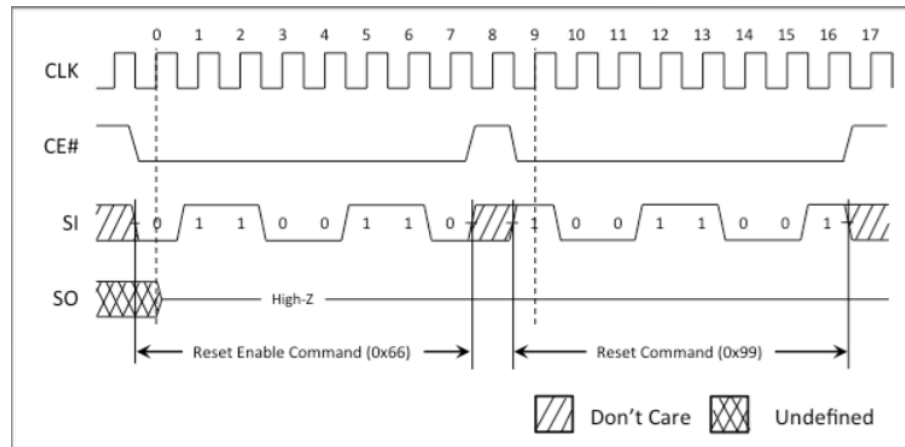 0 1 2 3 4 5 6 7 8 9 10 11 12 13 14 15 16 17
CLK
CE#
SI 0 1 1 0 0 1 1 0 1 0 0 1 1 0 0 1
SO High-Z
Reset Enable Command (0x66) Reset Command (0x99)
Don't Care Undefined